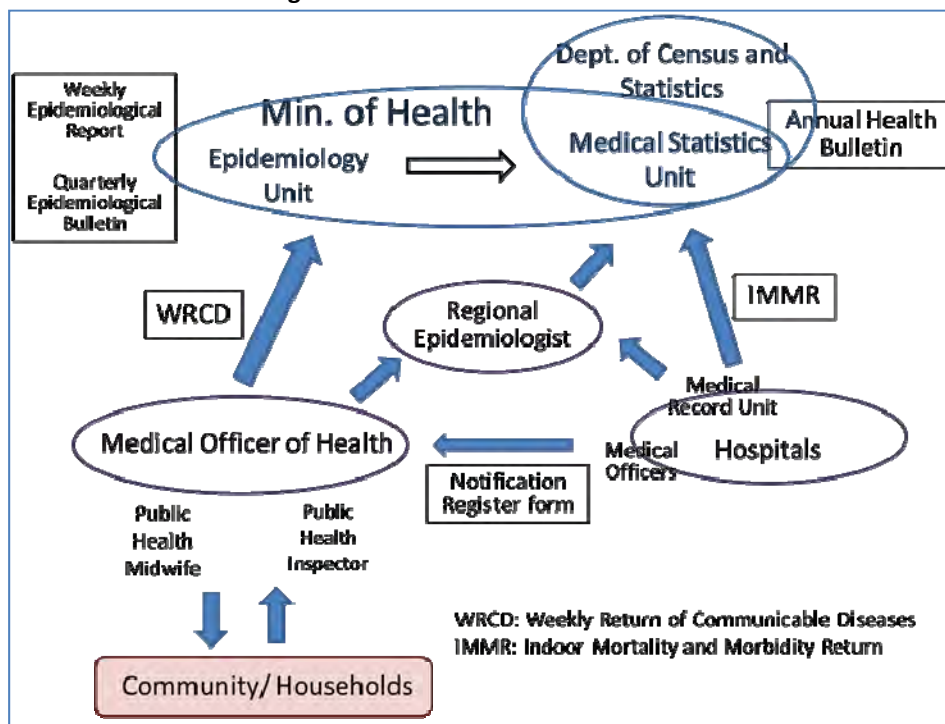 Dept. of Census and
Statistics
Weekly
Epidemiological
Report
Quarterly
Epidemiological
Bulletin
Min. of Health
Epidemiology
Unit
Medical Statistics
Unit
Annual Health
Bulletin
WRCD
Regional
Epidemiologist
IMMR
Medical
Record Unit
Medical Officer of Health
Medical
Officers
Hospitals
Notification
Register form
Public
Health
Midwife
Public
Health
Inspector
WRCD: Weekly Return of Communicable Diseases
IMMR: Indoor Mortality and Morbidity Return
Community/ Households